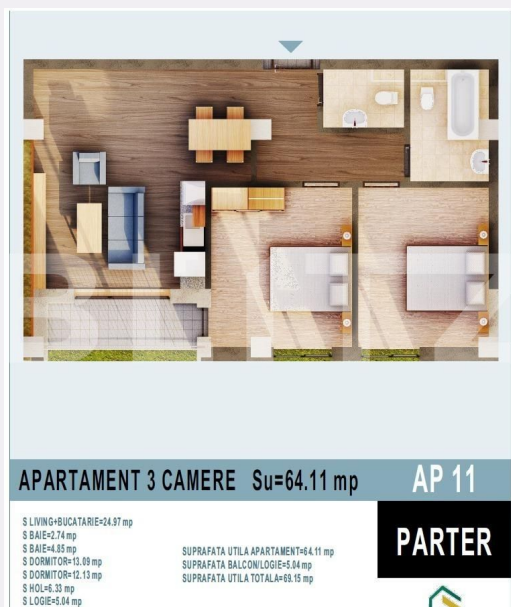 BLITZ
APARTAMENT 3 CAMERE Su=64.11 mp
AP 11
S LIVING+BUCATARIE=24.97 mp
S BAIE=2.74 mp
S BAIE=4.85 mp
S DORMITOR=13.09 mp
S DORMITOR=12.13 mp
S HOL=6.33 mp
S LOGIE=5.04 mp
SUPRAFATA UTILA APARTAMENT=64.11 mp
SUPRAFATA BALCON/LOGIE=5.04 mp
SUPRAFATA UTILA TOTALA=69.15 mp
PARTER